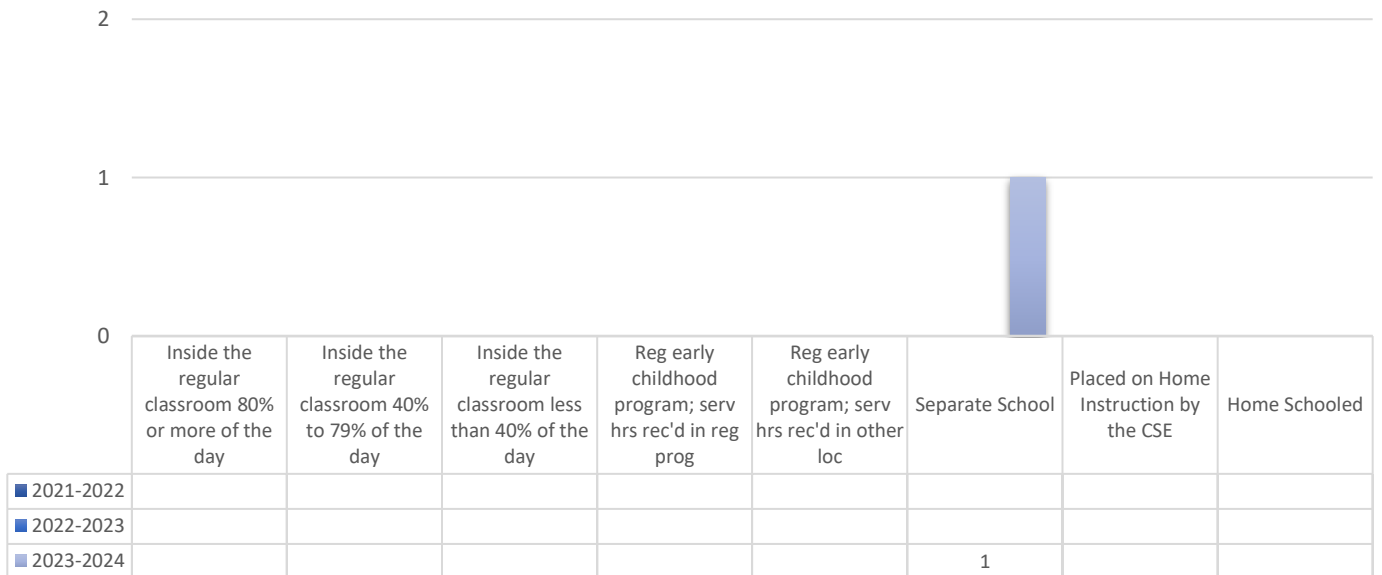 2
1
0
Inside the
regular
classroom 80%
or more of the
day
Inside the
regular
classroom 40%
to 79% of the
day
Inside the
regular
classroom less
than 40% of the
day
Reg early
childhood
program; serv
hrs rec'd in reg
prog
Reg early
childhood
program; serv
hrs rec'd in other
loc
Separate School
Placed on Home
Instruction by
the CSE
Home Schooled
2021-2022
2022-2023
2023-2024
1